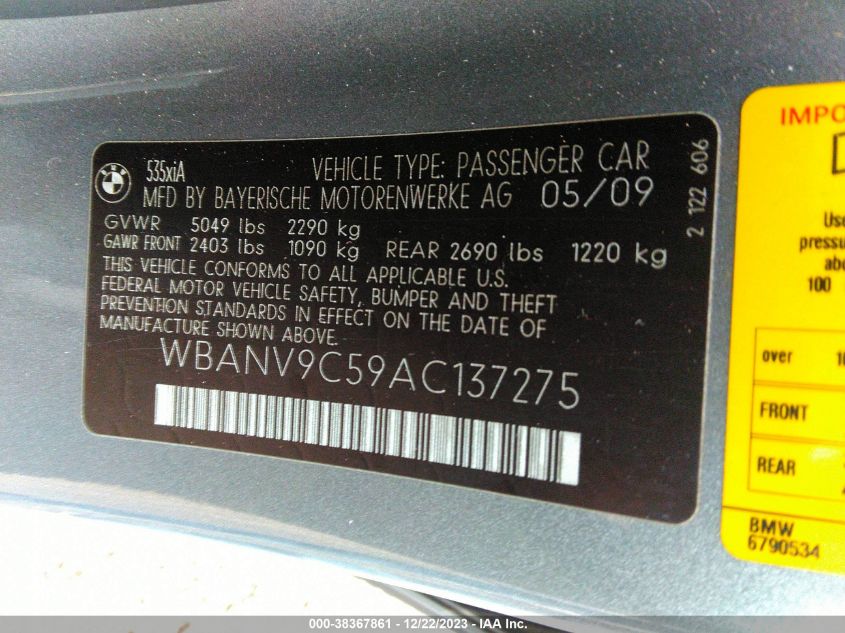 535xiA
VEHICLE TYPE: PASSENGER CAR
MFD BY BAYERISCHE MOTORENWERKE AG 05/09
GVWR 5049 lbs 2290 kg
GAWR FRONT 2403 lbs 1090 kg REAR 2690 lbs 1220 kg
THIS VEHICLE CONFORMS TO ALL APPLICABLE U.S.
FEDERAL MOTOR VEHICLE SAFETY, BUMPER AND THEFT
PREVENTION STANDARDS IN EFFECT ON THE DATE OF
MANUFACTURE SHOWN ABOVE.
WBANV9C59AC137275
2 122 606
IMPO
Use
pressu
abo
100
over
FRONT
REAR
BMW
6790534
000-38367861 - 12/22/2023 - IAA Inc.